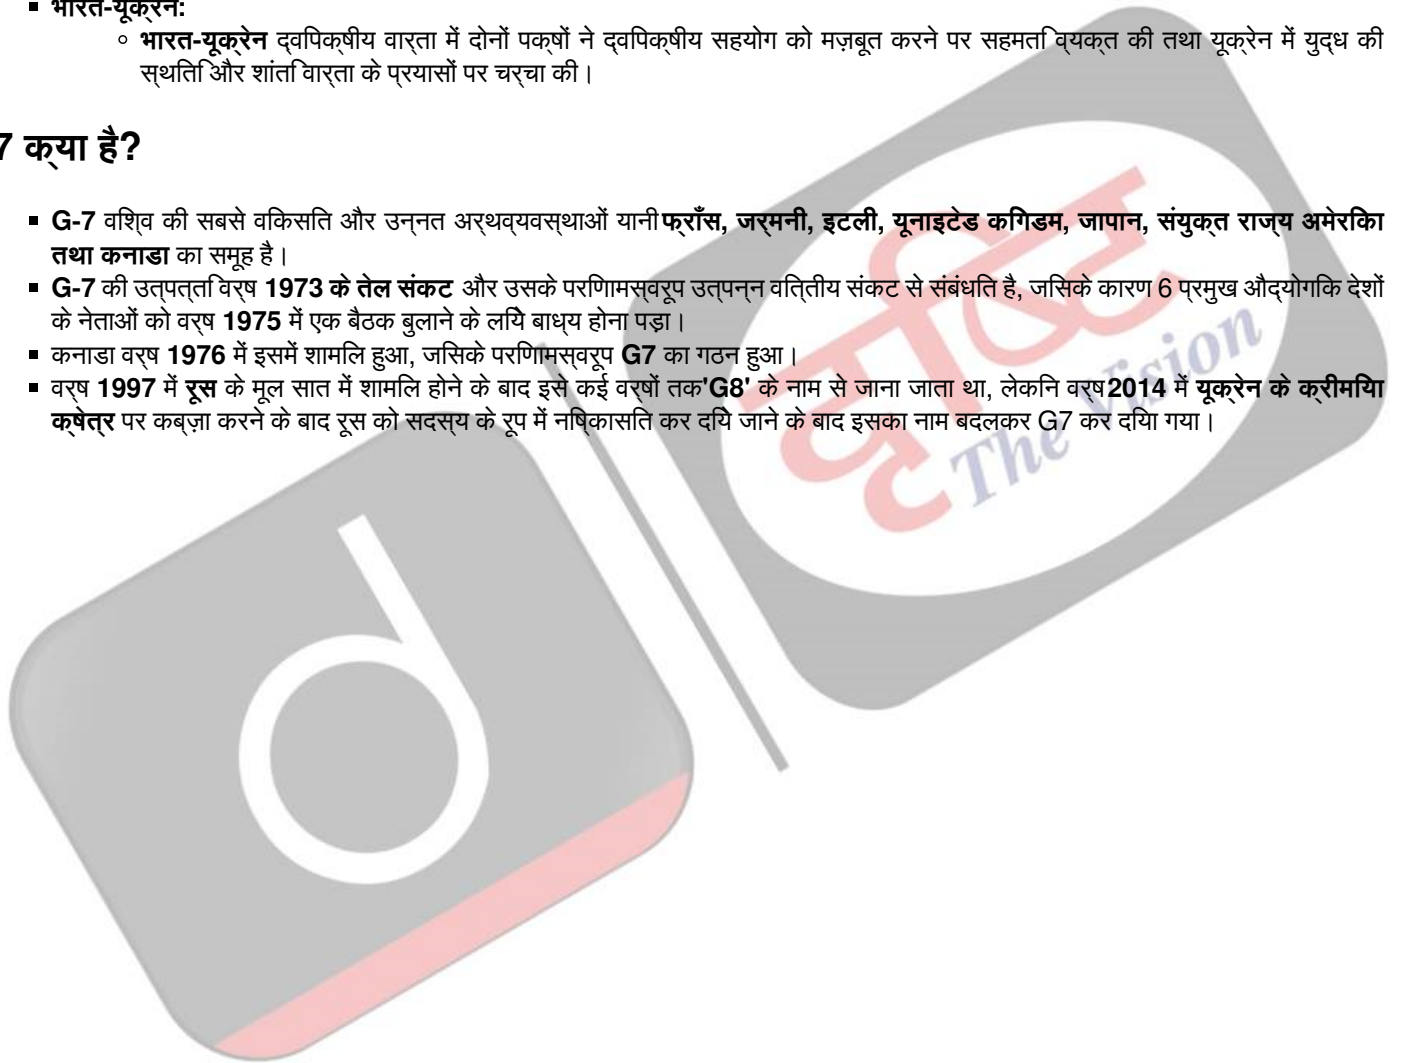 भारत-यूक्रेन:
भारत-यूक्रेन द्विपक्षीय वार्ता में दोनों पक्षों ने द्विपक्षीय सहयोग को मज़बूत करने पर सहमति व्यक्त की तथा यूक्रेन में युद्ध की
स्थिति और शांति वार्ता के प्रयासों पर चर्चा की।
7 क्या है?
G-7 विश्व की सबसे विकसित और उन्नत अर्थव्यवस्थाओं यानी फ्राँस, जर्मनी, इटली, यूनाइटेड किंगडम, जापान, संयुक्त राज्य अमेरिका
तथा कनाडा का समूह है।
G-7 की उत्पत्ति वर्ष 1973 के तेल संकट और उसके परिणामस्वरूप उत्पन्न वित्तीय संकट से संबंधित है, जिसके कारण 6 प्रमुख औद्योगिक देशों
के नेताओं को वर्ष 1975 में एक बैठक बुलाने के लिये बाध्य होना पड़ा।
कनाडा वर्ष 1976 में इसमें शामिल हुआ, जिसके परिणामस्वरूप G7 का गठन हुआ।
वर्ष 1997 में रूस के मूल सात में शामिल होने के बाद इसे कई वर्षों तक 'G8' के नाम से जाना जाता था, लेकिन वर्ष 2014 में यूक्रेन के क्रीमिया
क्षेत्र पर कब्ज़ा करने के बाद रूस को सदस्य के रूप में निष्कासित कर दिये जाने के बाद इसका नाम बदलकर G7 कर दिया गया।
दृष्टि
The Vision
d